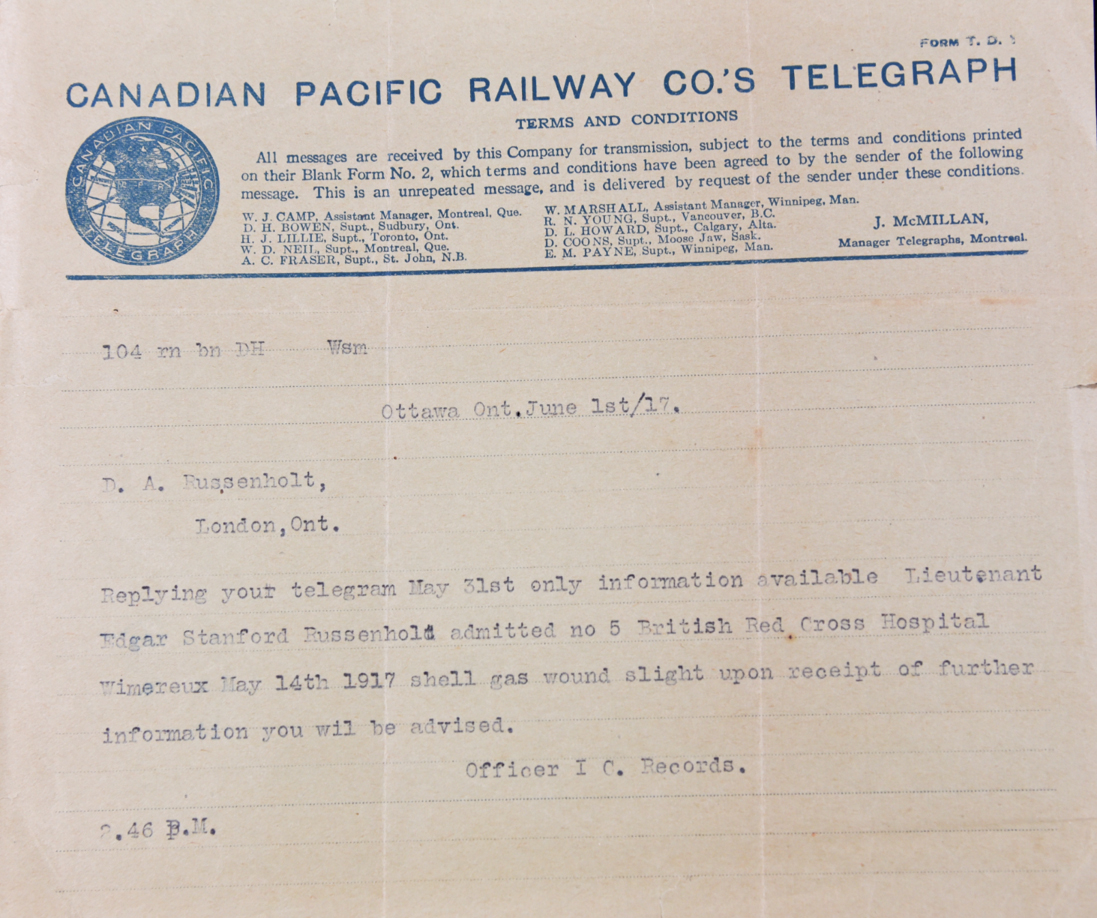 FORM T. D.
CANADIAN PACIFIC RAILWAY CO.'S TELEGRAPH
TERMS AND CONDITIONS
CANADIAN PACIFIC
TELEGRAPH
All messages are received by this Company for transmission, subject to the terms and conditions printed
on their Blank Form No. 2, which terms and conditions have been agreed to by the sender of the following
message. This is an unrepeated message, and is delivered by request of the sender under these conditions.
W. J. CAMP, Assistant Manager, Montreal, Que.
D. H. BOWEN, Supt., Sudbury, Ont.
H. J. LILLIE, Supt., Toronto, Ont.
W. D. NEIL, Supt., Montreal, Que.
A. C. FRASER, Supt., St. John, N.B.
W. MARSHALL, Assistant Manager, Winnipeg, Man.
R. N. YOUNG, Supt., Vancouver, B.C.
D. L. HOWARD, Supt., Calgary, Alta.
D. COONS, Supt., Moose Jaw, Sask.
E. M. PAYNE, Supt., Winnipeg, Man.
J. McMILLAN,
Manager Telegraphs, Montreal.
104 rn bn DH Wsm
Ottawa Ont.June 1st/17.
D. A. Russenholt,
London,Ont.
Replying your telegram May 31st only information available Lieutenant
Edgar Stanford Russenhold admitted no 5 British Red Cross Hospital
Wimereux May 14th 1917 shell gas wound slight upon receipt of further
information you wil be advised.
Officer I C. Records.
2.46 P.M.